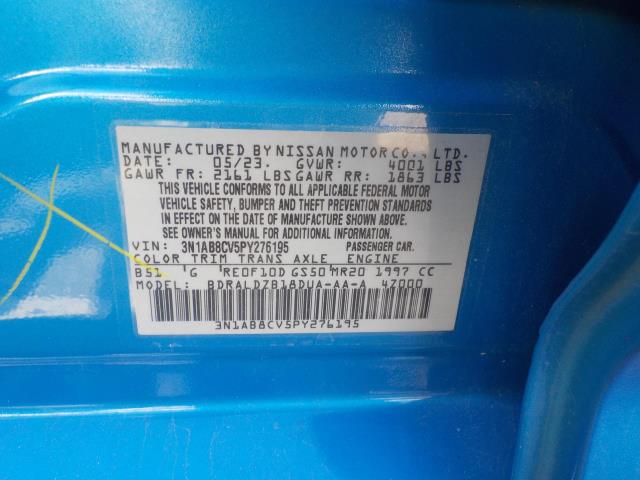 MANUFACTURED BY NISSAN MOTOR CO., LTD.
DATE: 05/23. GVWR: 4001 LBS
GAWR FR: 2161 LBS GAWR RR: 1863 LBS
THIS VEHICLE CONFORMS TO ALL APPLICABLE FEDERAL MOTOR
VEHICLE SAFETY, BUMPER AND THEFT PREVENTION STANDARDS
IN EFFECT ON THE DATE OF MANUFACTURE SHOWN ABOVE.
SEE OWNER'S MANUAL FOR ADDITIONAL INFORMATION.
VIN: 3N1AB8CV5PY276195 PASSENGER CAR.
COLOR TRIM TRANS AXLE ENGINE
B51 G RE0F10D GS50 MR20 1997 CC
MODEL: BDRALDZB18DUA-AA-A 4Z000
3N1AB8CV5PY276195